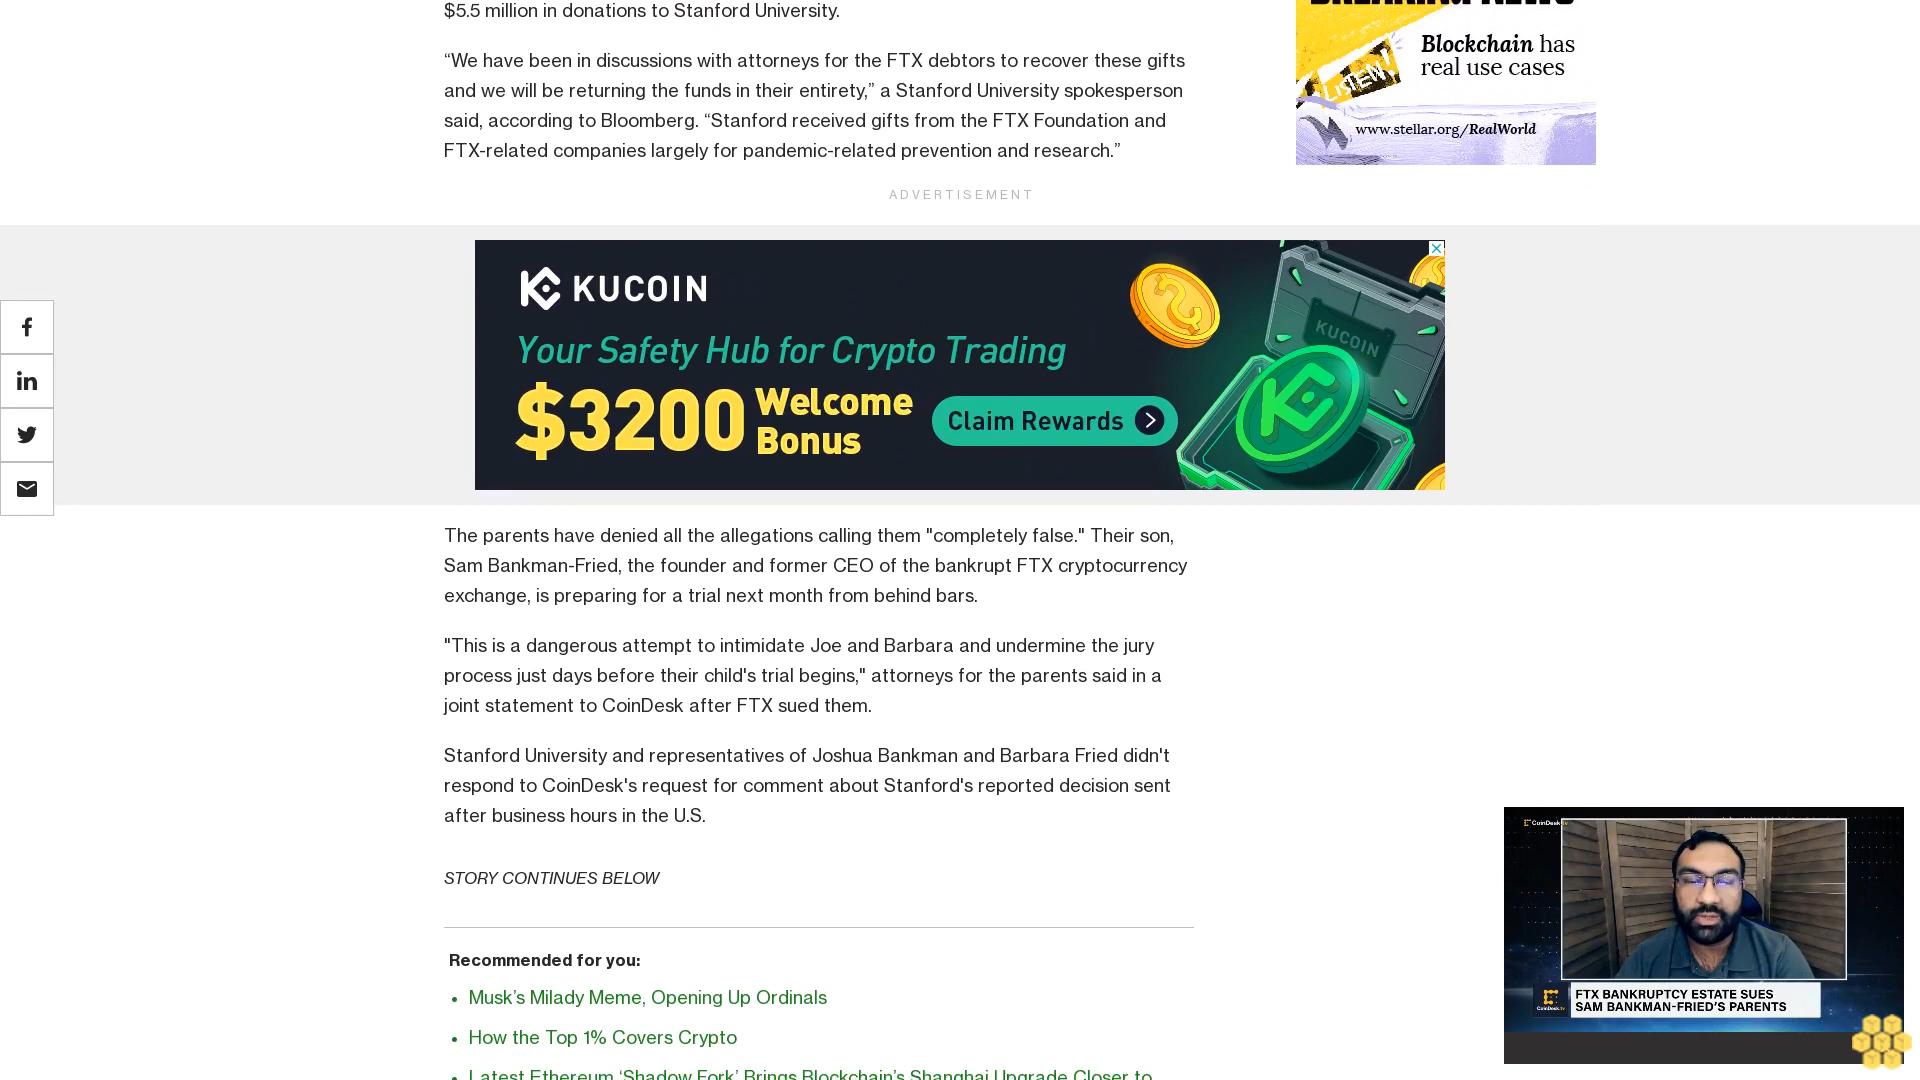 $5.5 million in donations to Stanford University.
“We have been in discussions with attorneys for the FTX debtors to recover these gifts
and we will be returning the funds in their entirety,” a Stanford University spokesperson
said, according to Bloomberg. “Stanford received gifts from the FTX Foundation and
FTX-related companies largely for pandemic-related prevention and research.”
BREAKING NEWS
Blockchain has
real use cases
LISTEN!
www.stellar.org/RealWorld
ADVERTISEMENT
KUCOIN
Your Safety Hub for Crypto Trading
$3200 Welcome
Bonus
Claim Rewards
KUCOIN
The parents have denied all the allegations calling them "completely false." Their son,
Sam Bankman-Fried, the founder and former CEO of the bankrupt FTX cryptocurrency
exchange, is preparing for a trial next month from behind bars.
"This is a dangerous attempt to intimidate Joe and Barbara and undermine the jury
process just days before their child's trial begins," attorneys for the parents said in a
joint statement to CoinDesk after FTX sued them.
Stanford University and representatives of Joshua Bankman and Barbara Fried didn't
respond to CoinDesk's request for comment about Stanford's reported decision sent
after business hours in the U.S.
STORY CONTINUES BELOW
Recommended for you:
• Musk’s Milady Meme, Opening Up Ordinals
• How the Top 1% Covers Crypto
• Latest Ethereum ‘Shadow Fork’ Brings Blockchain’s Shanghai Upgrade Closer to
CoinDesk tv
CoinDesk tv
FTX BANKRUPTCY ESTATE SUES
SAM BANKMAN-FRIED'S PARENTS